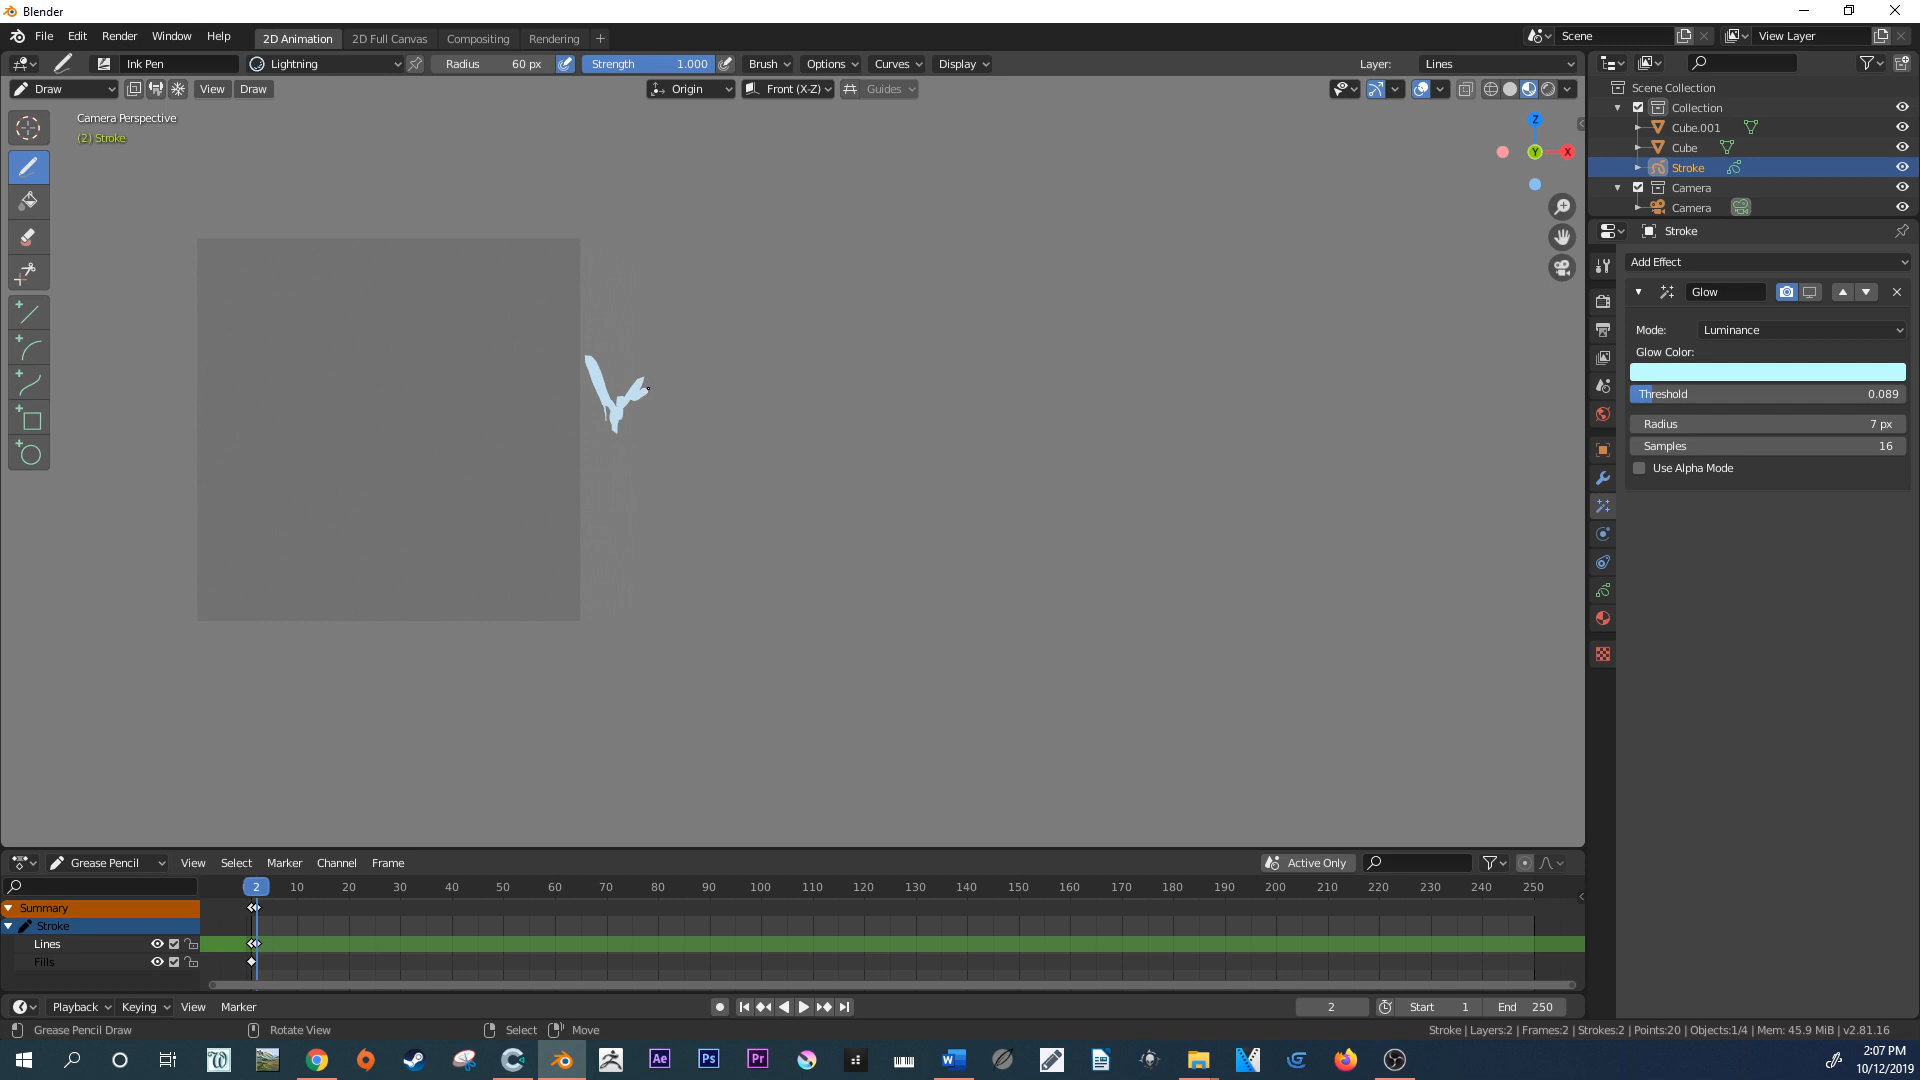 Blender
File Edit Render Window Help 2D Animation 2D Full Canvas Compositing Rendering + Scene View Layer
Ink Pen Lightning Radius 60 px Strength 1.000 Brush Options Curves Display Layer: Lines
Draw View Draw Origin Front (X-Z) Guides
Camera Perspective
(2) Stroke
Z
Y
X
Scene Collection
Collection
Cube.001
Cube
Stroke
Camera
Camera
Stroke
Add Effect
Glow
Mode: Luminance
Glow Color:
Threshold 0.089
Radius 7 px
Samples 16
Use Alpha Mode
Grease Pencil View Select Marker Channel Frame Active Only
2 10 20 30 40 50 60 70 80 90 100 110 120 130 140 150 160 170 180 190 200 210 220 230 240 250
Summary
Stroke
Lines
Fills
Playback Keying View Marker 2 Start 1 End 250
Grease Pencil Draw Rotate View Select Move Stroke | Layers:2 | Frames:2 | Strokes:2 | Points:20 | Objects:1/4 | Mem: 45.9 MiB | v2.81.16
Ae Ps Pr
2:07 PM
10/12/2019